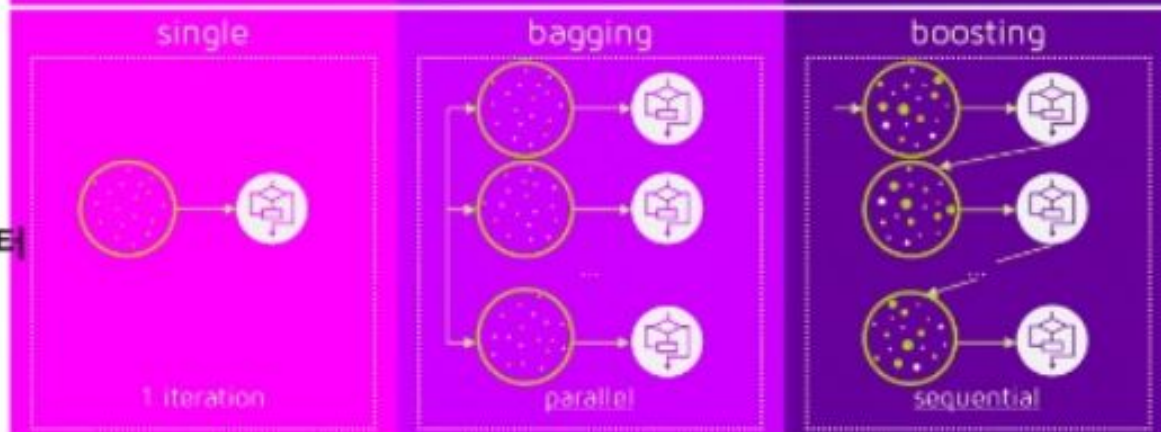 single
1 iteration
bagging
...
parallel
boosting
...
sequential